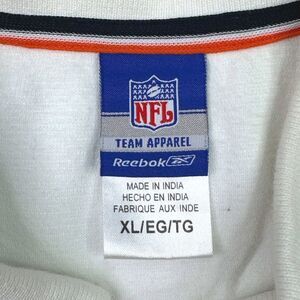 NFL
TEAM APPAREL
Reebok
MADE IN INDIA
HECHO EN INDIA
FABRIQUE AUX INDE
XL/EG/TG